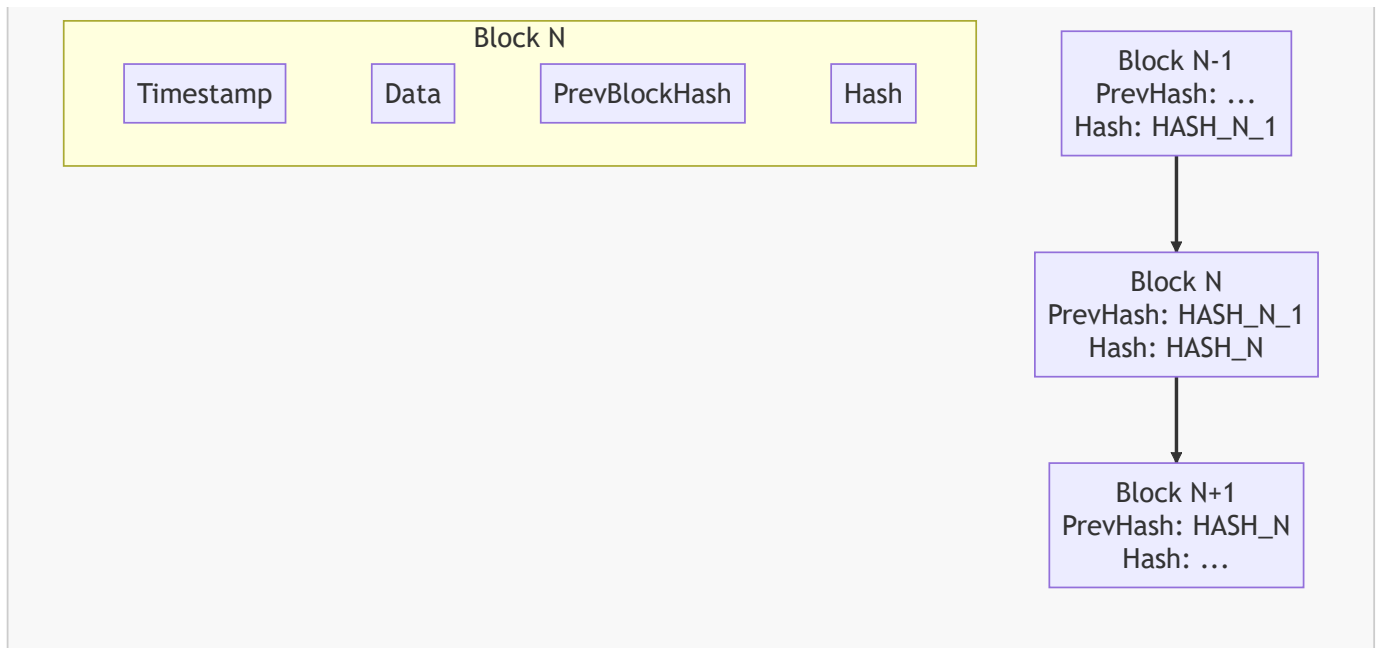 Block N
Timestamp
Data
PrevBlockHash
Hash
Block N-1
PrevHash: ...
Hash: HASH_N_1
Block N
PrevHash: HASH_N_1
Hash: HASH_N
Block N+1
PrevHash: HASH_N
Hash: ...